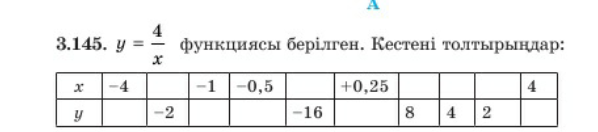 A
3.145. y = 4/x функциясы берілген. Кестені толтырыңдар:
x −4 −1 −0,5 +0,25 4
y −2 −16 8 4 2